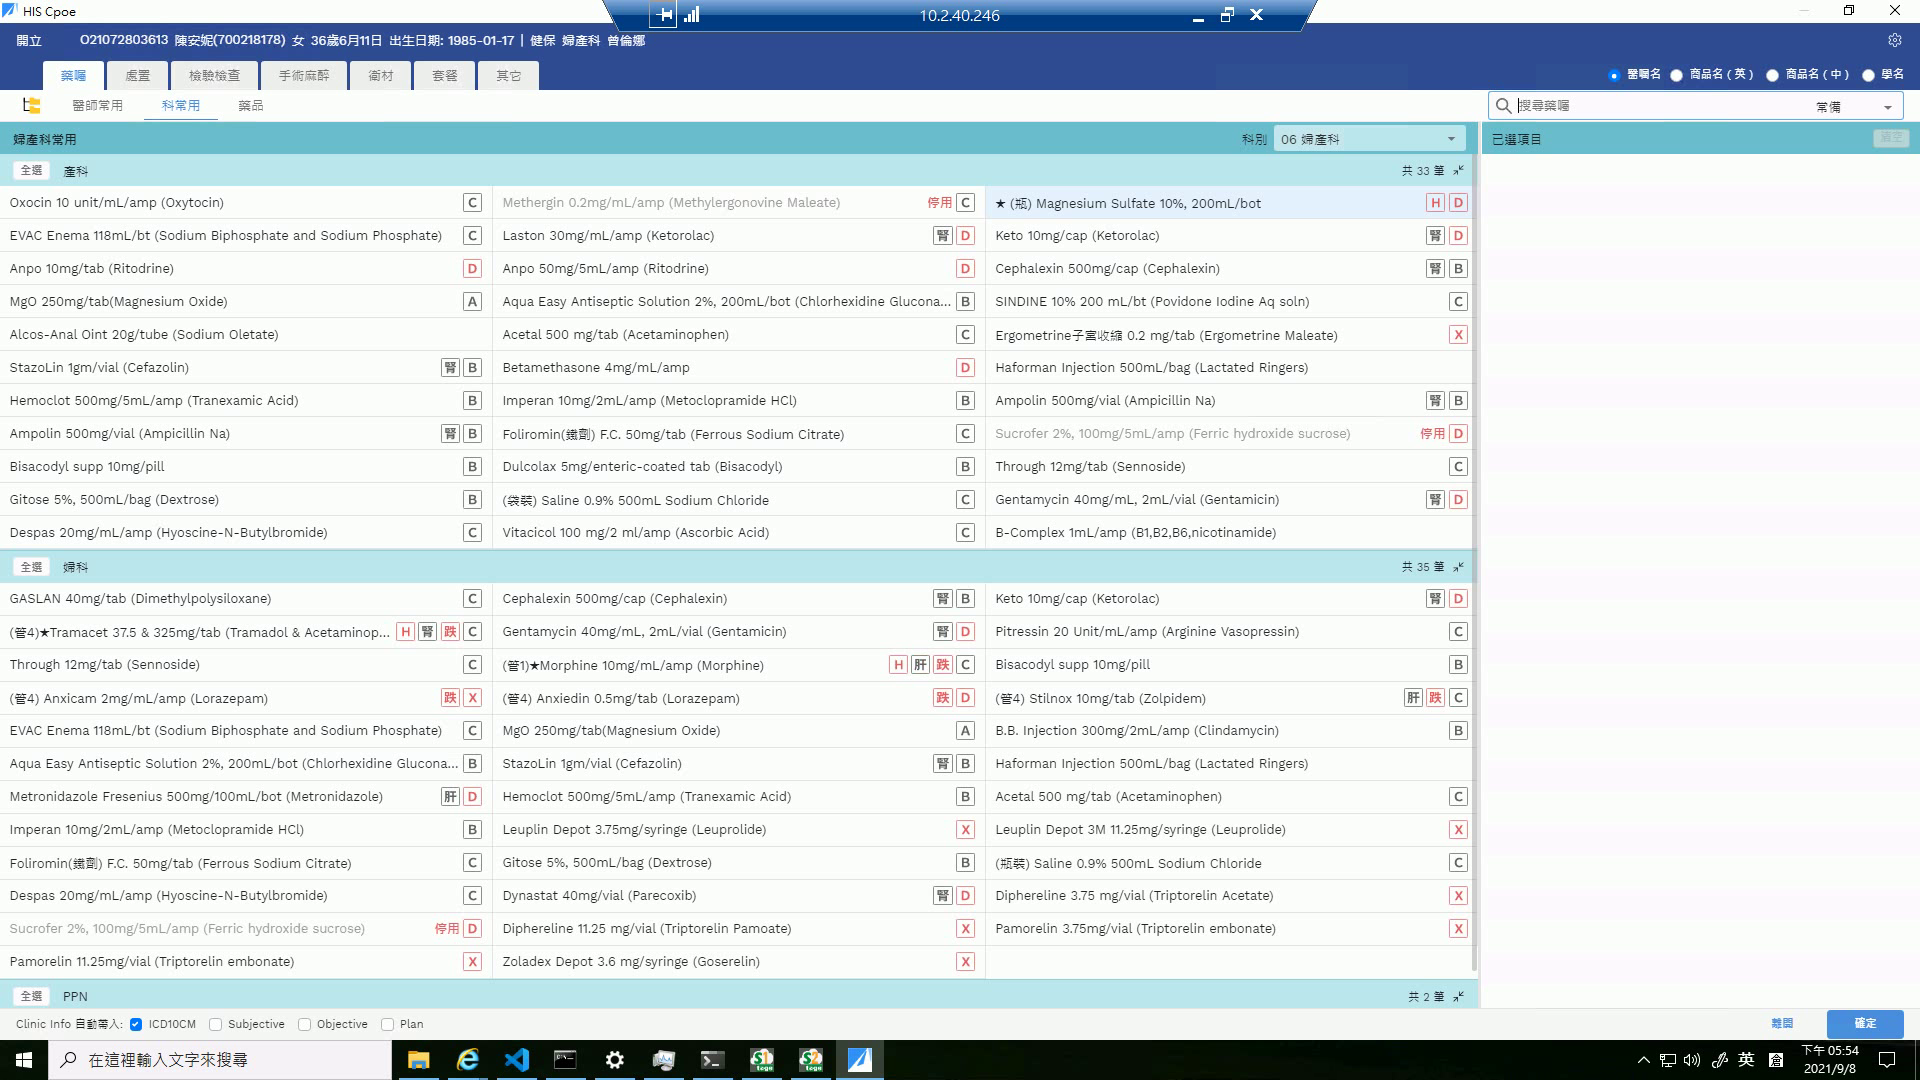 HIS Cpoe
10.2.40.246
開立 O21072803613 陳安妮(700218178) 女 36歲6月11日 出生日期: 1985-01-17 | 健保 婦產科 曾倫娜
藥囑 處置 檢驗檢查 手術麻醉 衛材 套餐 其它
醫囑名 商品名(英) 商品名(中) 學名
醫師常用 科常用 藥品
搜尋藥囑 常備
婦產科常用 科別 06 婦產科
已選項目 清空
全選 產科 共 33 筆
Oxocin 10 unit/mL/amp (Oxytocin) C
Methergin 0.2mg/mL/amp (Methylergonovine Maleate) 停用 C
★ (瓶) Magnesium Sulfate 10%, 200mL/bot H D
EVAC Enema 118mL/bt (Sodium Biphosphate and Sodium Phosphate) C
Laston 30mg/mL/amp (Ketorolac) 腎 D
Keto 10mg/cap (Ketorolac) 腎 D
Anpo 10mg/tab (Ritodrine) D
Anpo 50mg/5mL/amp (Ritodrine) D
Cephalexin 500mg/cap (Cephalexin) 腎 B
MgO 250mg/tab(Magnesium Oxide) A
Aqua Easy Antiseptic Solution 2%, 200mL/bot (Chlorhexidine Glucona... B
SINDINE 10% 200 mL/bt (Povidone Iodine Aq soln) C
Alcos-Anal Oint 20g/tube (Sodium Oletate)
Acetal 500 mg/tab (Acetaminophen) C
Ergometrine子宮收縮 0.2 mg/tab (Ergometrine Maleate) X
StazoLin 1gm/vial (Cefazolin) 腎 B
Betamethasone 4mg/mL/amp D
Haforman Injection 500mL/bag (Lactated Ringers)
Hemoclot 500mg/5mL/amp (Tranexamic Acid) B
Imperan 10mg/2mL/amp (Metoclopramide HCl) B
Ampolin 500mg/vial (Ampicillin Na) 腎 B
Ampolin 500mg/vial (Ampicillin Na) 腎 B
Foliromin(鐵劑) F.C. 50mg/tab (Ferrous Sodium Citrate) C
Sucrofer 2%, 100mg/5mL/amp (Ferric hydroxide sucrose) 停用 D
Bisacodyl supp 10mg/pill B
Dulcolax 5mg/enteric-coated tab (Bisacodyl) B
Through 12mg/tab (Sennoside) C
Gitose 5%, 500mL/bag (Dextrose) B
(袋裝) Saline 0.9% 500mL Sodium Chloride C
Gentamycin 40mg/mL, 2mL/vial (Gentamicin) 腎 D
Despas 20mg/mL/amp (Hyoscine-N-Butylbromide) C
Vitacicol 100 mg/2 ml/amp (Ascorbic Acid) C
B-Complex 1mL/amp (B1,B2,B6,nicotinamide)
全選 婦科 共 35 筆
GASLAN 40mg/tab (Dimethylpolysiloxane) C
Cephalexin 500mg/cap (Cephalexin) 腎 B
Keto 10mg/cap (Ketorolac) 腎 D
(管4)★Tramacet 37.5 & 325mg/tab (Tramadol & Acetaminop... H 腎 跌 C
Gentamycin 40mg/mL, 2mL/vial (Gentamicin) 腎 D
Pitressin 20 Unit/mL/amp (Arginine Vasopressin) C
Through 12mg/tab (Sennoside) C
(管1)★Morphine 10mg/mL/amp (Morphine) H 肝 跌 C
Bisacodyl supp 10mg/pill B
(管4) Anxicam 2mg/mL/amp (Lorazepam) 跌 X
(管4) Anxiedin 0.5mg/tab (Lorazepam) 跌 D
(管4) Stilnox 10mg/tab (Zolpidem) 肝 跌 C
EVAC Enema 118mL/bt (Sodium Biphosphate and Sodium Phosphate) C
MgO 250mg/tab(Magnesium Oxide) A
B.B. Injection 300mg/2mL/amp (Clindamycin) B
Aqua Easy Antiseptic Solution 2%, 200mL/bot (Chlorhexidine Glucona... B
StazoLin 1gm/vial (Cefazolin) 腎 B
Haforman Injection 500mL/bag (Lactated Ringers)
Metronidazole Fresenius 500mg/100mL/bot (Metronidazole) 肝 D
Hemoclot 500mg/5mL/amp (Tranexamic Acid) B
Acetal 500 mg/tab (Acetaminophen) C
Imperan 10mg/2mL/amp (Metoclopramide HCl) B
Leuplin Depot 3.75mg/syringe (Leuprolide) X
Leuplin Depot 3M 11.25mg/syringe (Leuprolide) X
Foliromin(鐵劑) F.C. 50mg/tab (Ferrous Sodium Citrate) C
Gitose 5%, 500mL/bag (Dextrose) B
(瓶裝) Saline 0.9% 500mL Sodium Chloride C
Despas 20mg/mL/amp (Hyoscine-N-Butylbromide) C
Dynastat 40mg/vial (Parecoxib) 腎 D
Diphereline 3.75 mg/vial (Triptorelin Acetate) X
Sucrofer 2%, 100mg/5mL/amp (Ferric hydroxide sucrose) 停用 D
Diphereline 11.25 mg/vial (Triptorelin Pamoate) X
Pamorelin 3.75mg/vial (Triptorelin embonate) X
Pamorelin 11.25mg/vial (Triptorelin embonate) X
Zoladex Depot 3.6 mg/syringe (Goserelin) X
全選 PPN 共 2 筆
Clinic Info 自動帶入: ICD10CM Subjective Objective Plan
離開 確定
在這裡輸入文字來搜尋
英
下午 05:54
2021/9/8